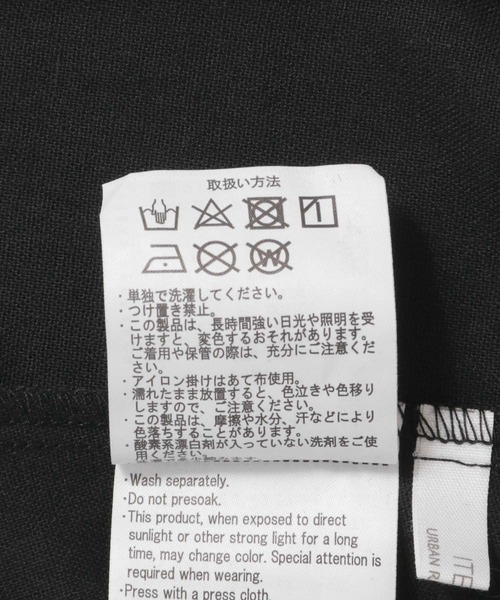 取扱い方法
・単独で洗濯してください。
・つけ置き禁止。
・この製品は、長時間強い日光や照明を受
けますと、変色するおそれがあります。
ご着用や保管の際は、充分にご注意くだ
さい。
・アイロン掛けはあて布使用。
・濡れたまま放置すると、色泣きや色移り
しますので、ご注意ください。
・この製品は、摩擦や水分、汗などにより
色落ちすることがあります。
・酸素系漂白剤が入っていない洗剤をご使
用ください。
・Wash separately.
・Do not presoak.
・This product, when exposed to direct
sunlight or other strong light for a long
time, may change color. Special attention is
required when wearing.
・Press with a press cloth.
ITE
URBAN R